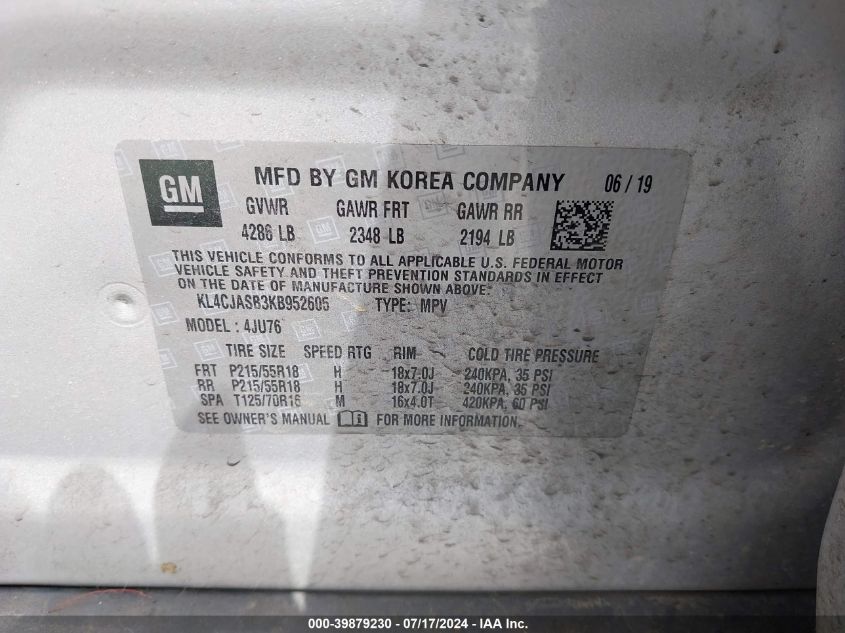 GM
MFD BY GM KOREA COMPANY 06 / 19
GVWR GAWR FRT GAWR RR
4286 LB 2348 LB 2194 LB
THIS VEHICLE CONFORMS TO ALL APPLICABLE U.S. FEDERAL MOTOR
VEHICLE SAFETY AND THEFT PREVENTION STANDARDS IN EFFECT
ON THE DATE OF MANUFACTURE SHOWN ABOVE:
KL4CJASB3KB952605 TYPE: MPV
MODEL : 4JU76
TIRE SIZE SPEED RTG RIM COLD TIRE PRESSURE
FRT P215/55R18 H 18x7.0J 240KPA, 35 PSI
RR P215/55R18 H 18x7.0J 240KPA, 35 PSI
SPA T125/70R16 M 16x4.0T 420KPA, 60 PSI
SEE OWNER'S MANUAL FOR MORE INFORMATION.
000-39879230 - 07/17/2024 - IAAI.com